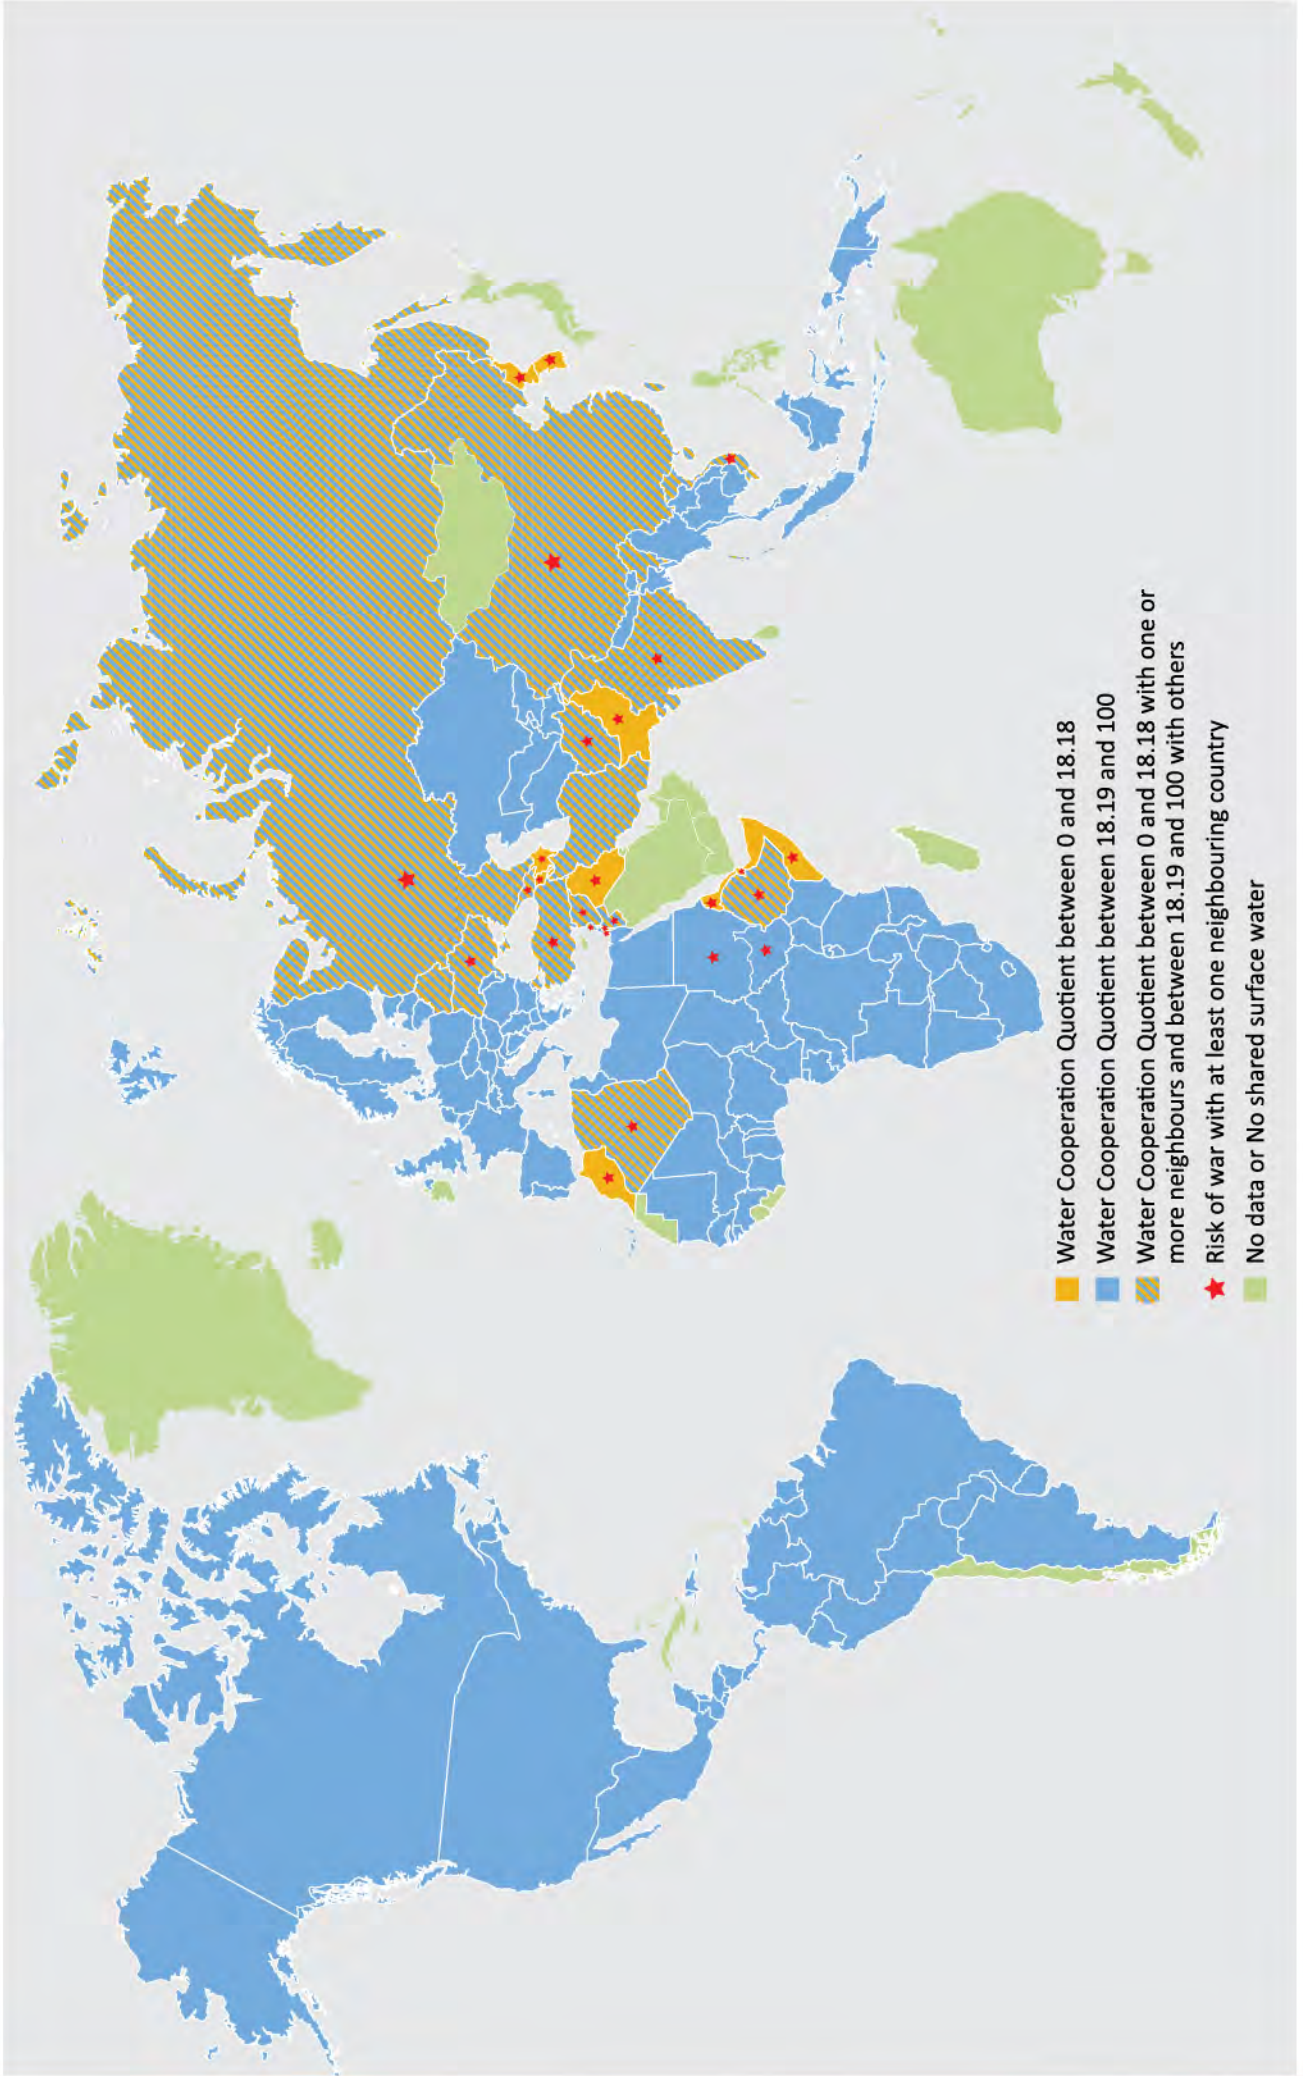 Water Cooperation Quotient between 0 and 18.18
Water Cooperation Quotient between 18.19 and 100
Water Cooperation Quotient between 0 and 18.18 with one or
more neighbours and between 18.19 and 100 with others
Risk of war with at least one neighbouring country
No data or No shared surface water